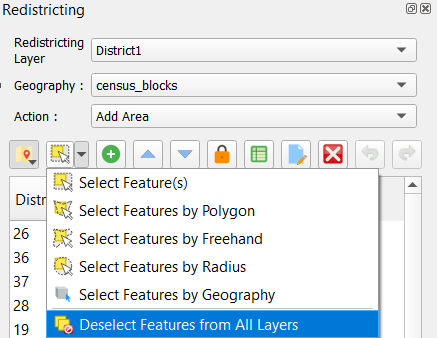 Redistricting
Redistricting Layer
District1
Geography :
census_blocks
Action :
Add Area
Distr
Select Feature(s)
Select Features by Polygon
Select Features by Freehand
Select Features by Radius
Select Features by Geography
Deselect Features from All Layers
26
36
37
28
19